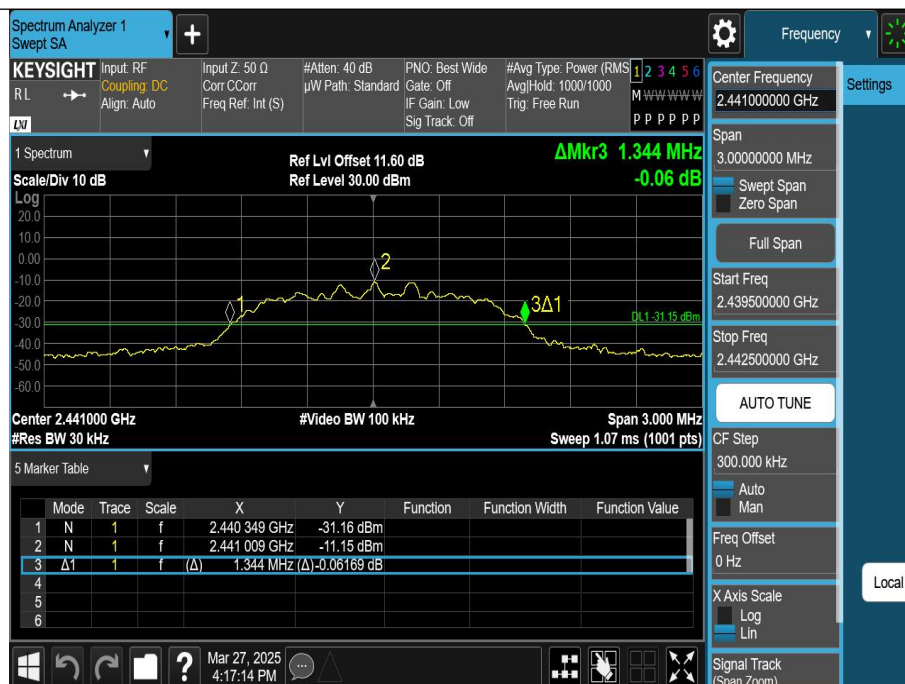 Spectrum Analyzer 1
Swept SA
+
Frequency
KEYSIGHT
RL
LXI
Input: RF
Coupling: DC
Align: Auto
Input Z: 50 Ω
Corr CCorr
Freq Ref: Int (S)
#Atten: 40 dB
µW Path: Standard
PNO: Best Wide
Gate: Off
IF Gain: Low
Sig Track: Off
#Avg Type: Power (RMS
Avg|Hold: 1000/1000
Trig: Free Run
1 2 3 4 5 6
M W W W W W
P P P P P P
1 Spectrum
Scale/Div 10 dB
Ref Lvl Offset 11.60 dB
Ref Level 30.00 dBm
ΔMkr3 1.344 MHz
-0.06 dB
Log
20.0
10.0
0.00
-10.0
-20.0
-30.0
-40.0
-50.0
-60.0
1
2
3Δ1
DL1 -31.15 dBm
Center 2.441000 GHz
#Video BW 100 kHz
Span 3.000 MHz
#Res BW 30 kHz
Sweep 1.07 ms (1001 pts)
5 Marker Table
Mode Trace Scale X Y Function Function Width Function Value
1 N 1 f 2.440 349 GHz -31.16 dBm
2 N 1 f 2.441 009 GHz -11.15 dBm
3 Δ1 1 f (Δ) 1.344 MHz (Δ) -0.06169 dB
4
5
6
?
Mar 27, 2025
4:17:14 PM
Center Frequency
2.441000000 GHz
Settings
Span
3.00000000 MHz
Swept Span
Zero Span
Full Span
Start Freq
2.439500000 GHz
Stop Freq
2.442500000 GHz
AUTO TUNE
CF Step
300.000 kHz
Auto
Man
Freq Offset
0 Hz
Local
X Axis Scale
Log
Lin
Signal Track
(Span Zoom)